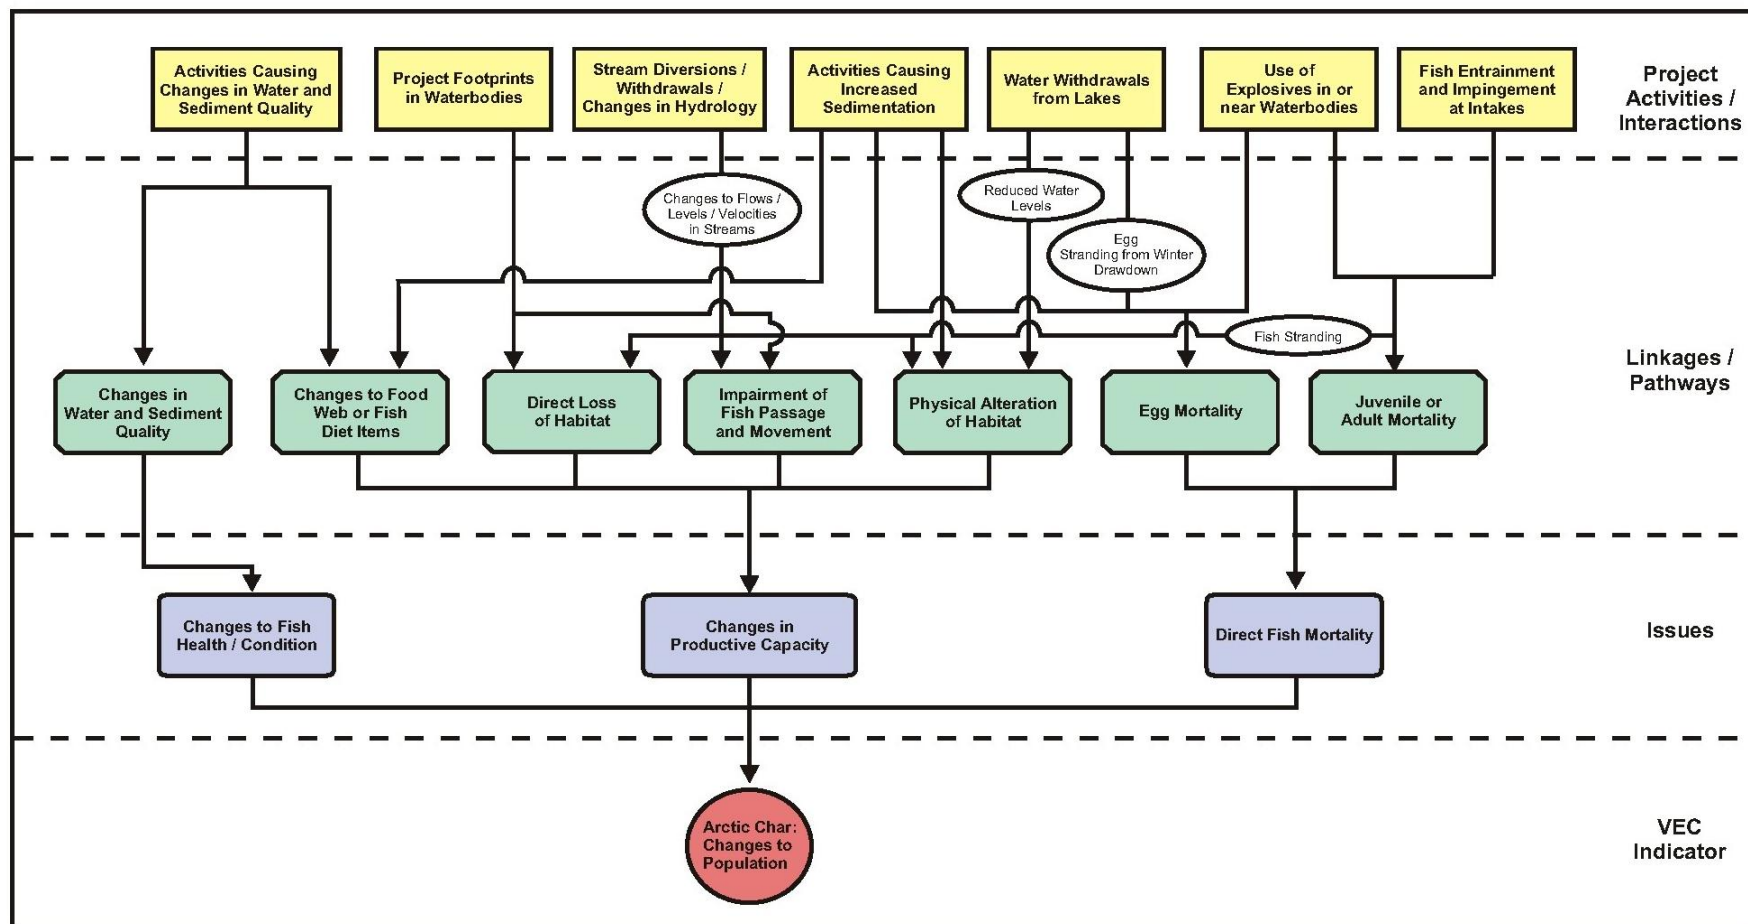 Activities Causing
Changes in Water and
Sediment Quality
Project Footprints
in Waterbodies
Stream Diversions /
Withdrawals /
Changes in Hydrology
Activities Causing
Increased
Sedimentation
Water Withdrawals
from Lakes
Use of
Explosives in or
near Waterbodies
Fish Entrainment
and Impingement
at Intakes
Project
Activities /
Interactions
Changes to Flows /
Levels / Velocities
in Streams
Reduced Water
Levels
Egg
Stranding from Winter
Drawdown
Fish Stranding
Linkages /
Pathways
Changes in
Water and Sediment
Quality
Changes to Food
Web or Fish
Diet Items
Direct Loss
of Habitat
Impairment of
Fish Passage
and Movement
Physical Alteration
of Habitat
Egg Mortality
Juvenile or
Adult Mortality
Changes to Fish
Health / Condition
Changes in
Productive Capacity
Direct Fish Mortality
Issues
Arctic Char:
Changes to
Population
VEC
Indicator